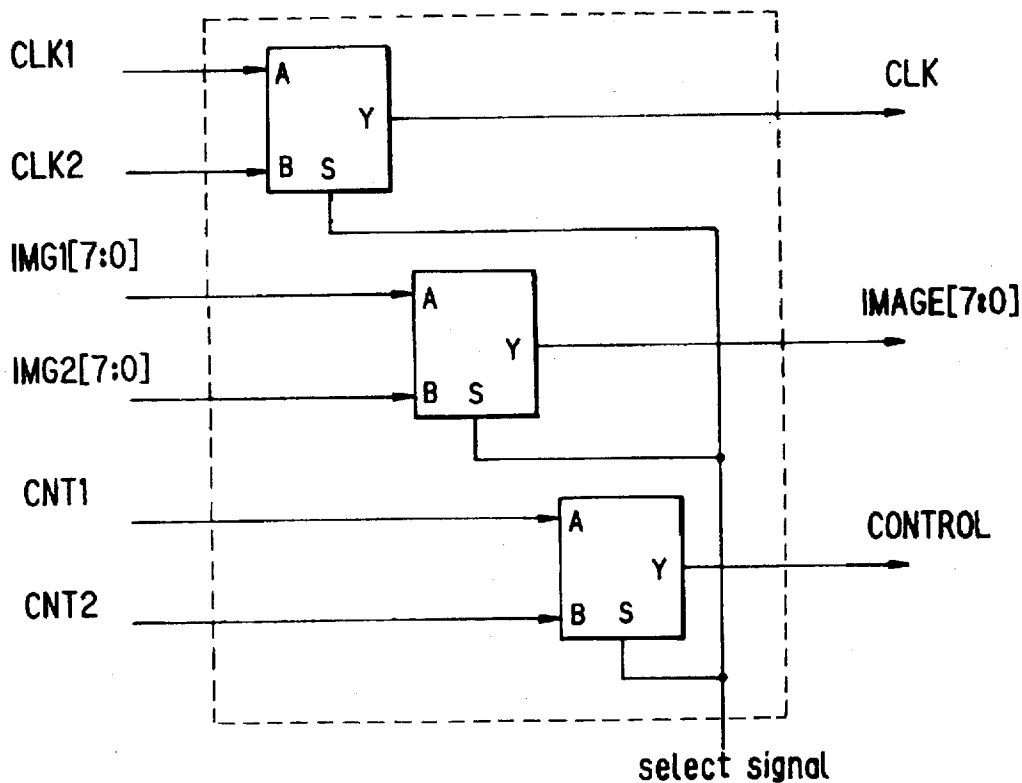 CLK1
A
Y
CLK
CLK2
B S
IMG1[7:0]
A
Y
IMAGE[7:0]
IMG2[7:0]
B S
CNT1
A
Y
CONTROL
CNT2
B S
select signal